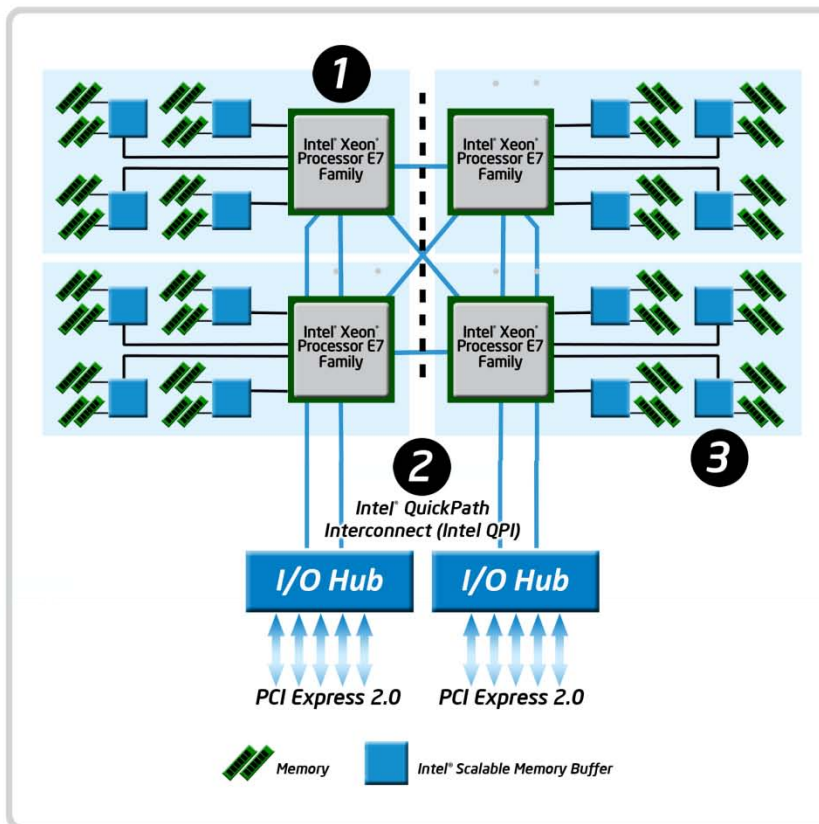 1
Intel® Xeon®
Processor E7
Family
Intel® Xeon®
Processor E7
Family
Intel® Xeon®
Processor E7
Family
Intel® Xeon®
Processor E7
Family
2
3
Intel® QuickPath
Interconnect (Intel QPI)
I/O Hub
I/O Hub
PCI Express 2.0
PCI Express 2.0
Memory
Intel® Scalable Memory Buffer